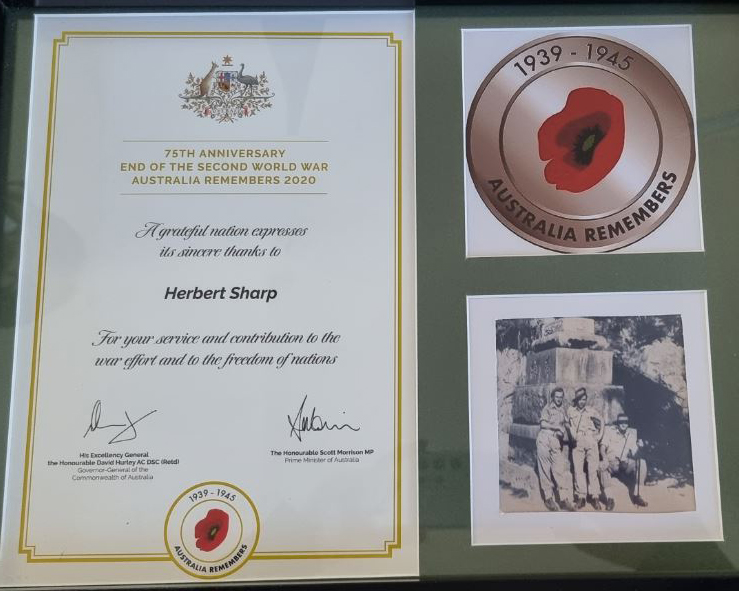 75TH ANNIVERSARY
END OF THE SECOND WORLD WAR
AUSTRALIA REMEMBERS 2020
A grateful nation expresses
its sincere thanks to
Herbert Sharp
For your service and contribution to the
war effort and to the freedom of nations
His Excellency General
the Honourable David Hurley AC DSC (Retd)
Governor-General of the
Commonwealth of Australia
The Honourable Scott Morrison MP
Prime Minister of Australia
1939 - 1945
AUSTRALIA REMEMBERS
1939 - 1945
AUSTRALIA REMEMBERS